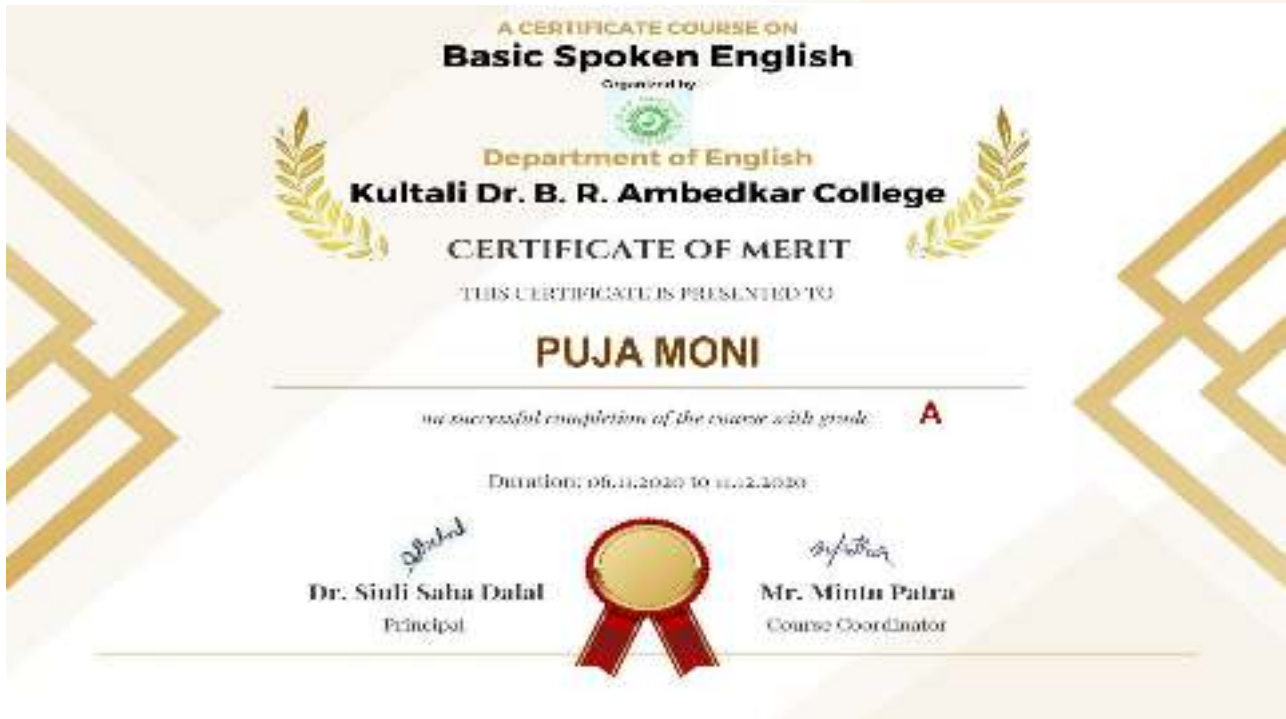 A CERTIFICATE COURSE ON
Basic Spoken English
Organized by
Department of English
Kultali Dr. B. R. Ambedkar College
CERTIFICATE OF MERIT
THIS CERTIFICATE IS PRESENTED TO
PUJA MONI
on successful completion of the course with grade A
Duration: 06.11.2020 to 11.12.2020
Dr. Siuli Saha Dalal Mr. Mintu Patra
Principal Course Coordinator